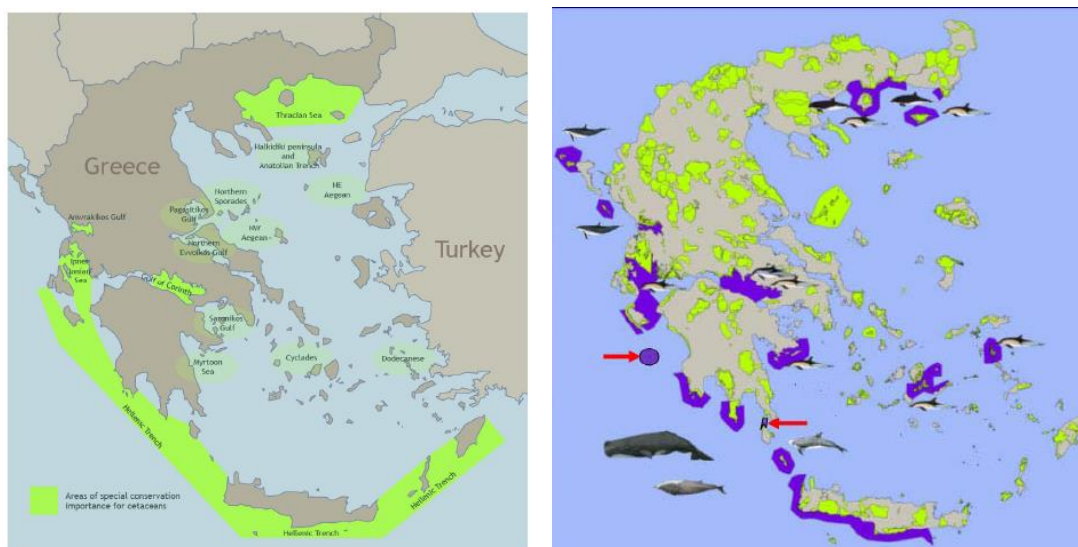 Thracian Sea
Greece
Halkidiki peninsula
and
Anatolian Trench
NE
Aegean
Northern
Sporades
Pagasitikos
Gulf
Amvrakikos Gulf
NW
Aegean
Turkey
Northern
Evvoikos Gulf
Inner
Ionian
Sea
Gulf of Corinth
Saronikos
Gulf
Myrtoon
Sea
Cyclades
Dodecanese
Hellenic Trench
Hellenic Trench
Areas of special conservation
importance for cetaceans
Hellenic Trench